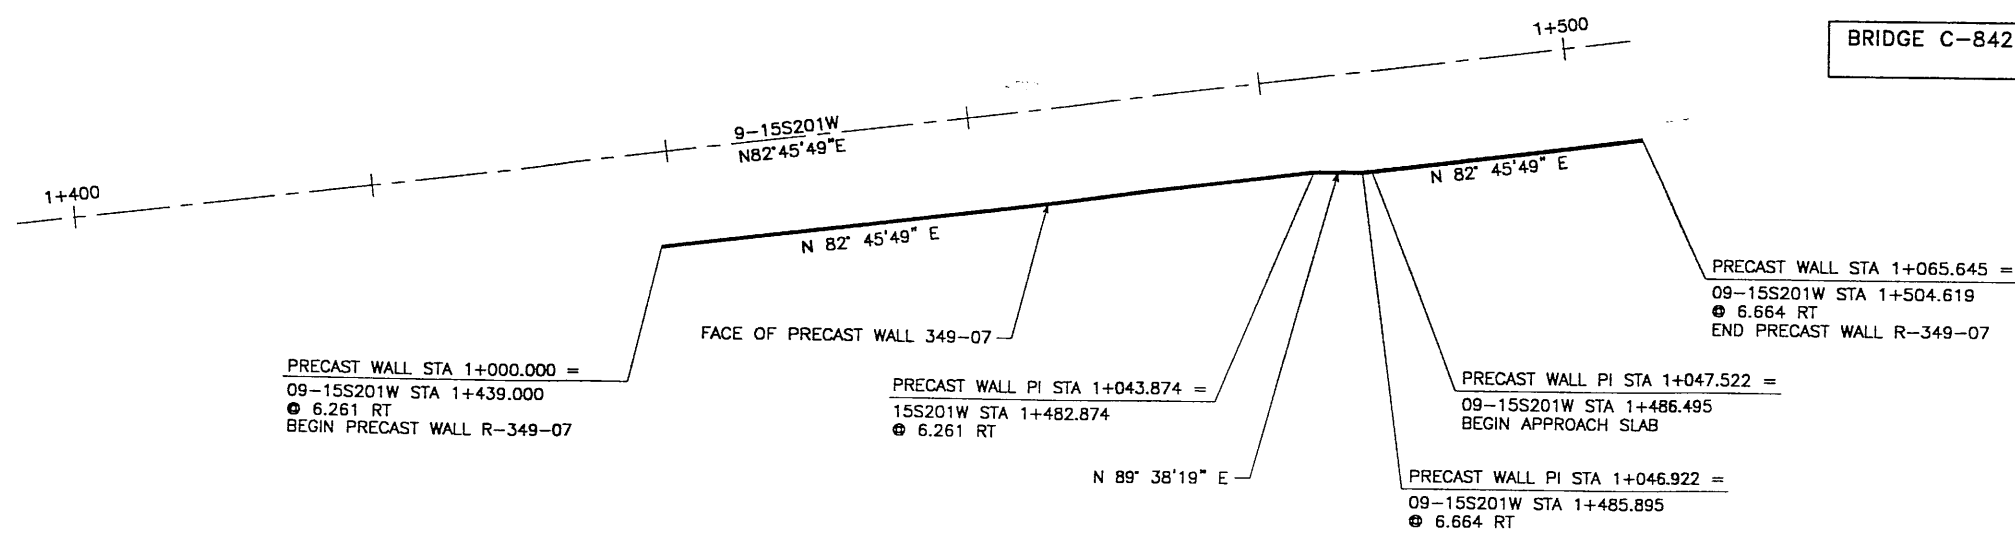 1+500
BRIDGE C-842
9-15S201W
N82°45'49"E
1+400
N 82° 45'49" E
N 82° 45'49" E
PRECAST WALL STA 1+065.645 =
09-15S201W STA 1+504.619
@ 6.664 RT
END PRECAST WALL R-349-07
FACE OF PRECAST WALL 349-07
PRECAST WALL STA 1+000.000 =
09-15S201W STA 1+439.000
@ 6.261 RT
BEGIN PRECAST WALL R-349-07
PRECAST WALL PI STA 1+043.874 =
15S201W STA 1+482.874
@ 6.261 RT
PRECAST WALL PI STA 1+047.522 =
09-15S201W STA 1+486.495
BEGIN APPROACH SLAB
N 89° 38'19" E
PRECAST WALL PI STA 1+046.922 =
09-15S201W STA 1+485.895
@ 6.664 RT